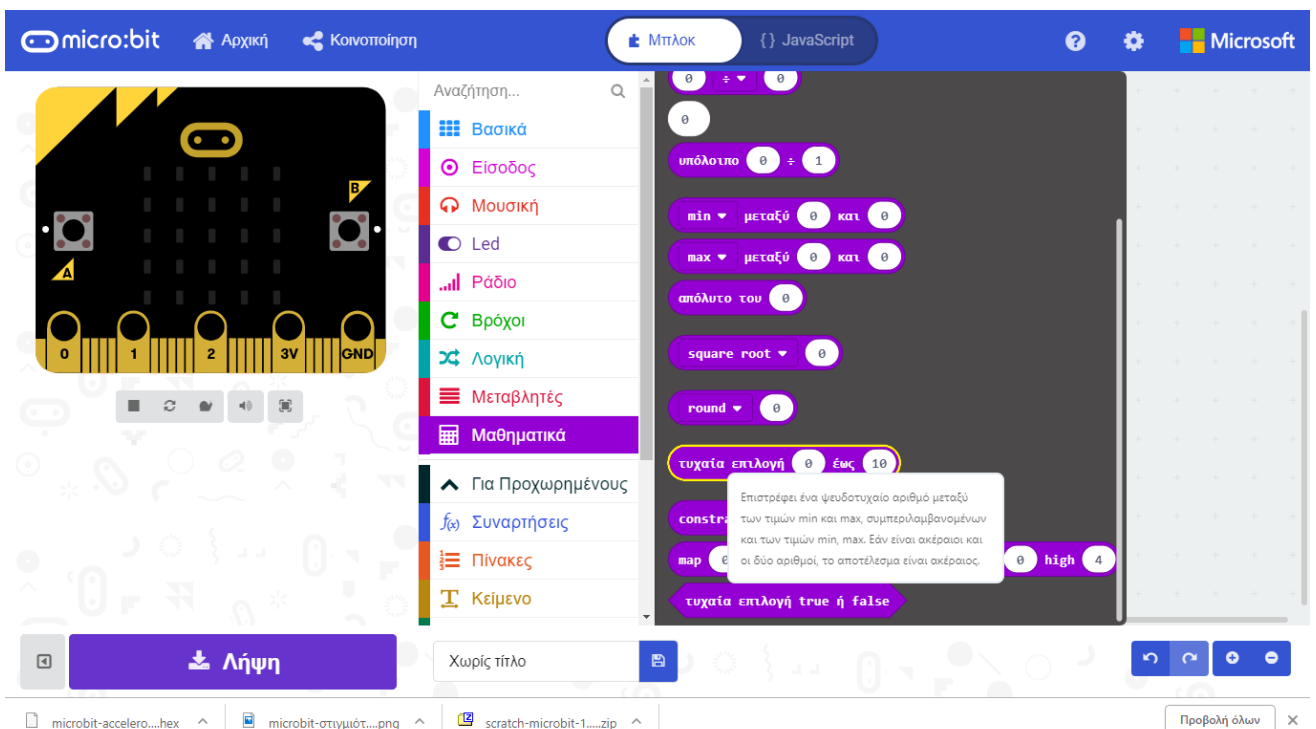 micro:bit
Αρχική
Κοινοποίηση
Μπλοκ
{} JavaScript
Microsoft
B
A
0 1 2 3V GND
Λήψη
Αναζήτηση...
Βασικά
Είσοδος
Μουσική
Led
Ράδιο
Βρόχοι
Λογική
Μεταβλητές
Μαθηματικά
Για Προχωρημένους
f(x) Συναρτήσεις
Πίνακες
Κείμενο
0 ÷ 0
0
υπόλοιπο 0 ÷ 1
min μεταξύ 0 και 0
max μεταξύ 0 και 0
απόλυτο του 0
square root 0
round 0
τυχαία επιλογή 0 έως 10
Επιστρέφει ένα ψευδοτυχαίο αριθμό μεταξύ
των τιμών min και max, συμπεριλαμβανομένων
και των τιμών min, max. Εάν είναι ακέραιοι και
οι δύο αριθμοί, το αποτέλεσμα είναι ακέραιος.
constra
map 0 0 high 4
τυχαία επιλογή true ή false
Χωρίς τίτλο
microbit-accelero....hex
microbit-στιγμιότ....png
scratch-microbit-1.....zip
Προβολή όλων